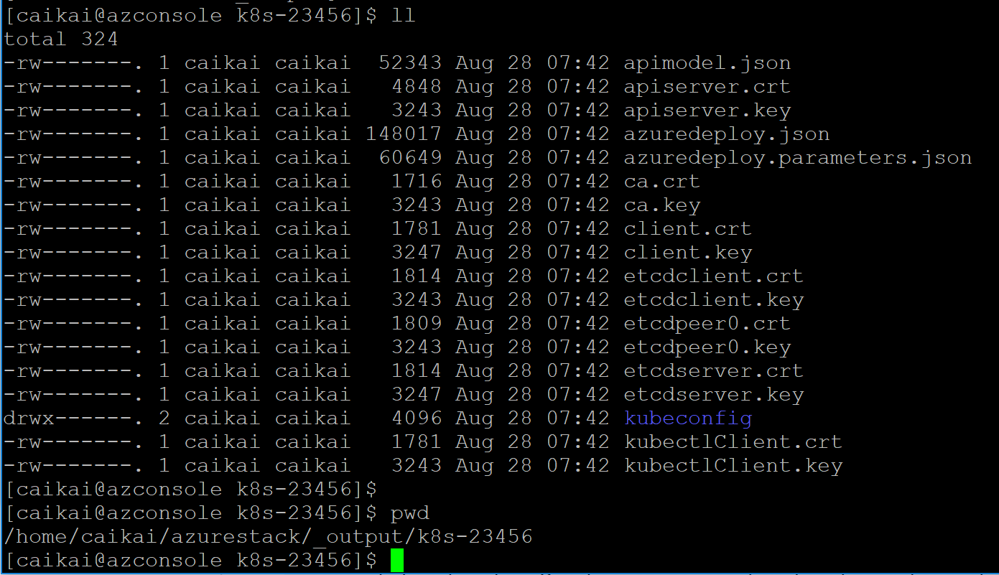 [caikai@azconsole k8s-23456]$ ll
total 324
-rw-------. 1 caikai caikai  52343 Aug 28 07:42 apimodel.json
-rw-------. 1 caikai caikai   4848 Aug 28 07:42 apiserver.crt
-rw-------. 1 caikai caikai   3243 Aug 28 07:42 apiserver.key
-rw-------. 1 caikai caikai 148017 Aug 28 07:42 azuredeploy.json
-rw-------. 1 caikai caikai  60649 Aug 28 07:42 azuredeploy.parameters.json
-rw-------. 1 caikai caikai   1716 Aug 28 07:42 ca.crt
-rw-------. 1 caikai caikai   3243 Aug 28 07:42 ca.key
-rw-------. 1 caikai caikai   1781 Aug 28 07:42 client.crt
-rw-------. 1 caikai caikai   3247 Aug 28 07:42 client.key
-rw-------. 1 caikai caikai   1814 Aug 28 07:42 etcdclient.crt
-rw-------. 1 caikai caikai   3243 Aug 28 07:42 etcdclient.key
-rw-------. 1 caikai caikai   1809 Aug 28 07:42 etcdpeer0.crt
-rw-------. 1 caikai caikai   3243 Aug 28 07:42 etcdpeer0.key
-rw-------. 1 caikai caikai   1814 Aug 28 07:42 etcdserver.crt
-rw-------. 1 caikai caikai   3247 Aug 28 07:42 etcdserver.key
drwx------. 2 caikai caikai   4096 Aug 28 07:42 kubeconfig
-rw-------. 1 caikai caikai   1781 Aug 28 07:42 kubectlClient.crt
-rw-------. 1 caikai caikai   3243 Aug 28 07:42 kubectlClient.key
[caikai@azconsole k8s-23456]$
[caikai@azconsole k8s-23456]$ pwd
/home/caikai/azurestack/_output/k8s-23456
[caikai@azconsole k8s-23456]$